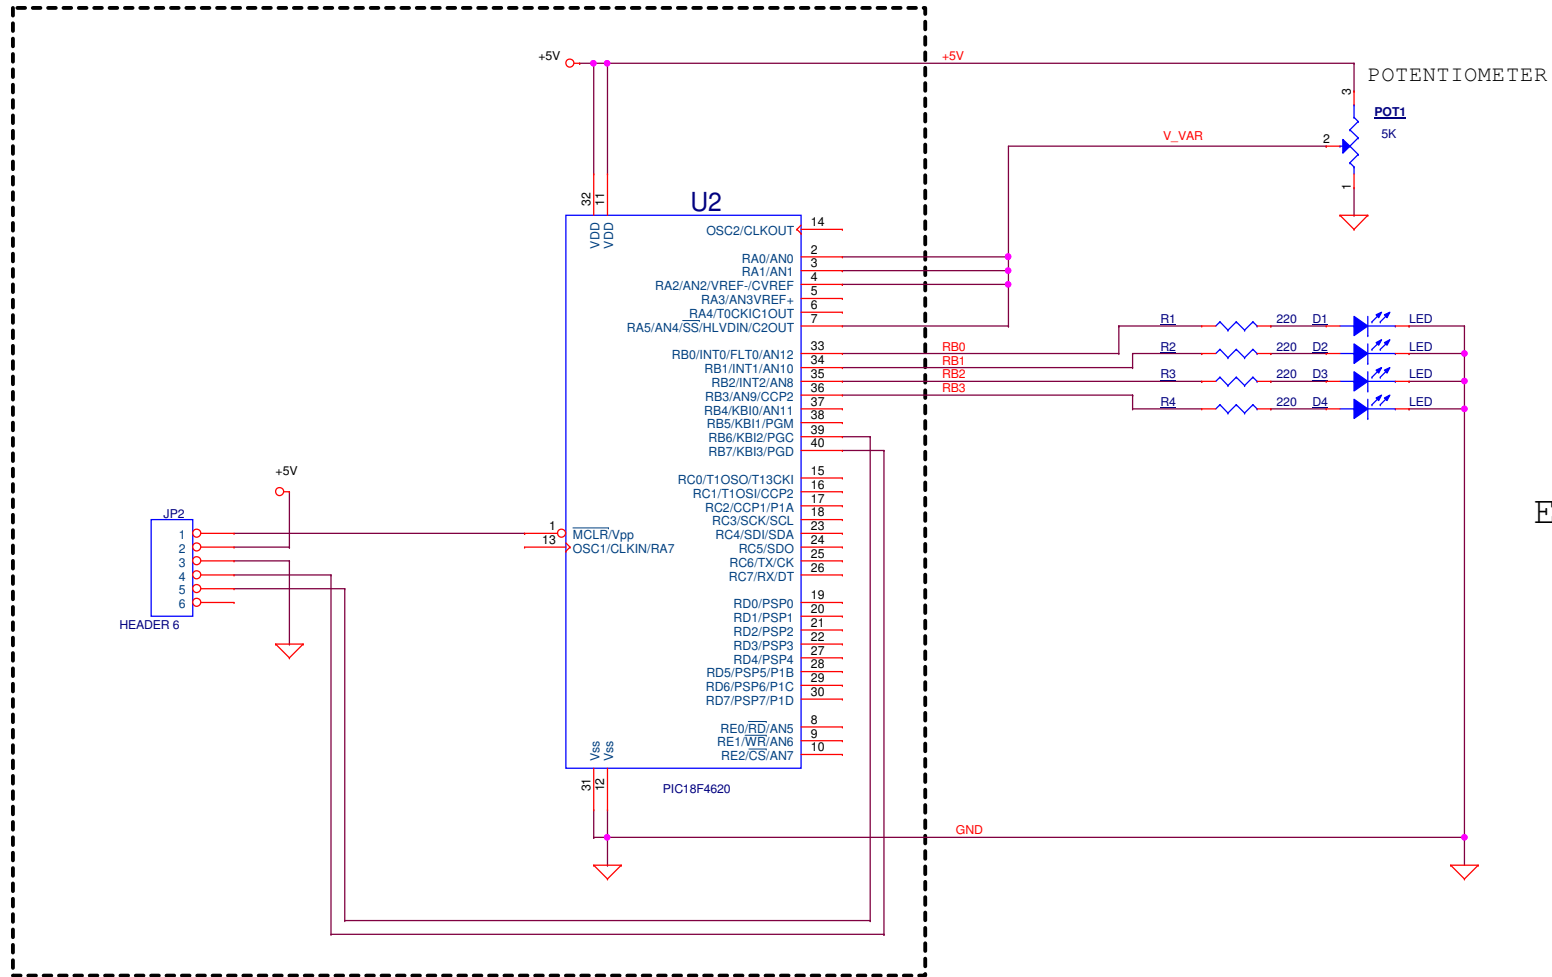 +5V
+5V
POTENTIOMETER
3
POT1
5K
V_VAR
2
1
32
11
U2
VDD
VDD
OSC2/CLKOUT 14
RA0/AN0 2
RA1/AN1 3
RA2/AN2/VREF-/CVREF 4
RA3/AN3VREF+ 5
RA4/T0CKIC1OUT 6
RA5/AN4/SS/HLVDIN/C2OUT 7
R1 220 D1 LED
RB0/INT0/FLT0/AN12 33 RB0
R2 220 D2 LED
RB1/INT1/AN10 34 RB1
RB2/INT2/AN8 35 RB2
R3 220 D3 LED
RB3/AN9/CCP2 36 RB3
R4 220 D4 LED
RB4/KBI0/AN11 37
RB5/KBI1/PGM 38
RB6/KBI2/PGC 39
RB7/KBI3/PGD 40
+5V
RC0/T1OSO/T13CKI 15
RC1/T1OSI/CCP2 16
RC2/CCP1/P1A 17
RC3/SCK/SCL 18
RC4/SDI/SDA 23
RC5/SDO 24
RC6/TX/CK 25
RC7/RX/DT 26
E
JP2
1
2
3
4
5
6
HEADER 6
1 MCLR/Vpp
13 OSC1/CLKIN/RA7
RD0/PSP0 19
RD1/PSP1 20
RD2/PSP2 21
RD3/PSP3 22
RD4/PSP4 27
RD5/PSP5/P1B 28
RD6/PSP6/P1C 29
RD7/PSP7/P1D 30
RE0/RD/AN5 8
RE1/WR/AN6 9
RE2/CS/AN7 10
Vss
Vss
31
12
PIC18F4620
GND